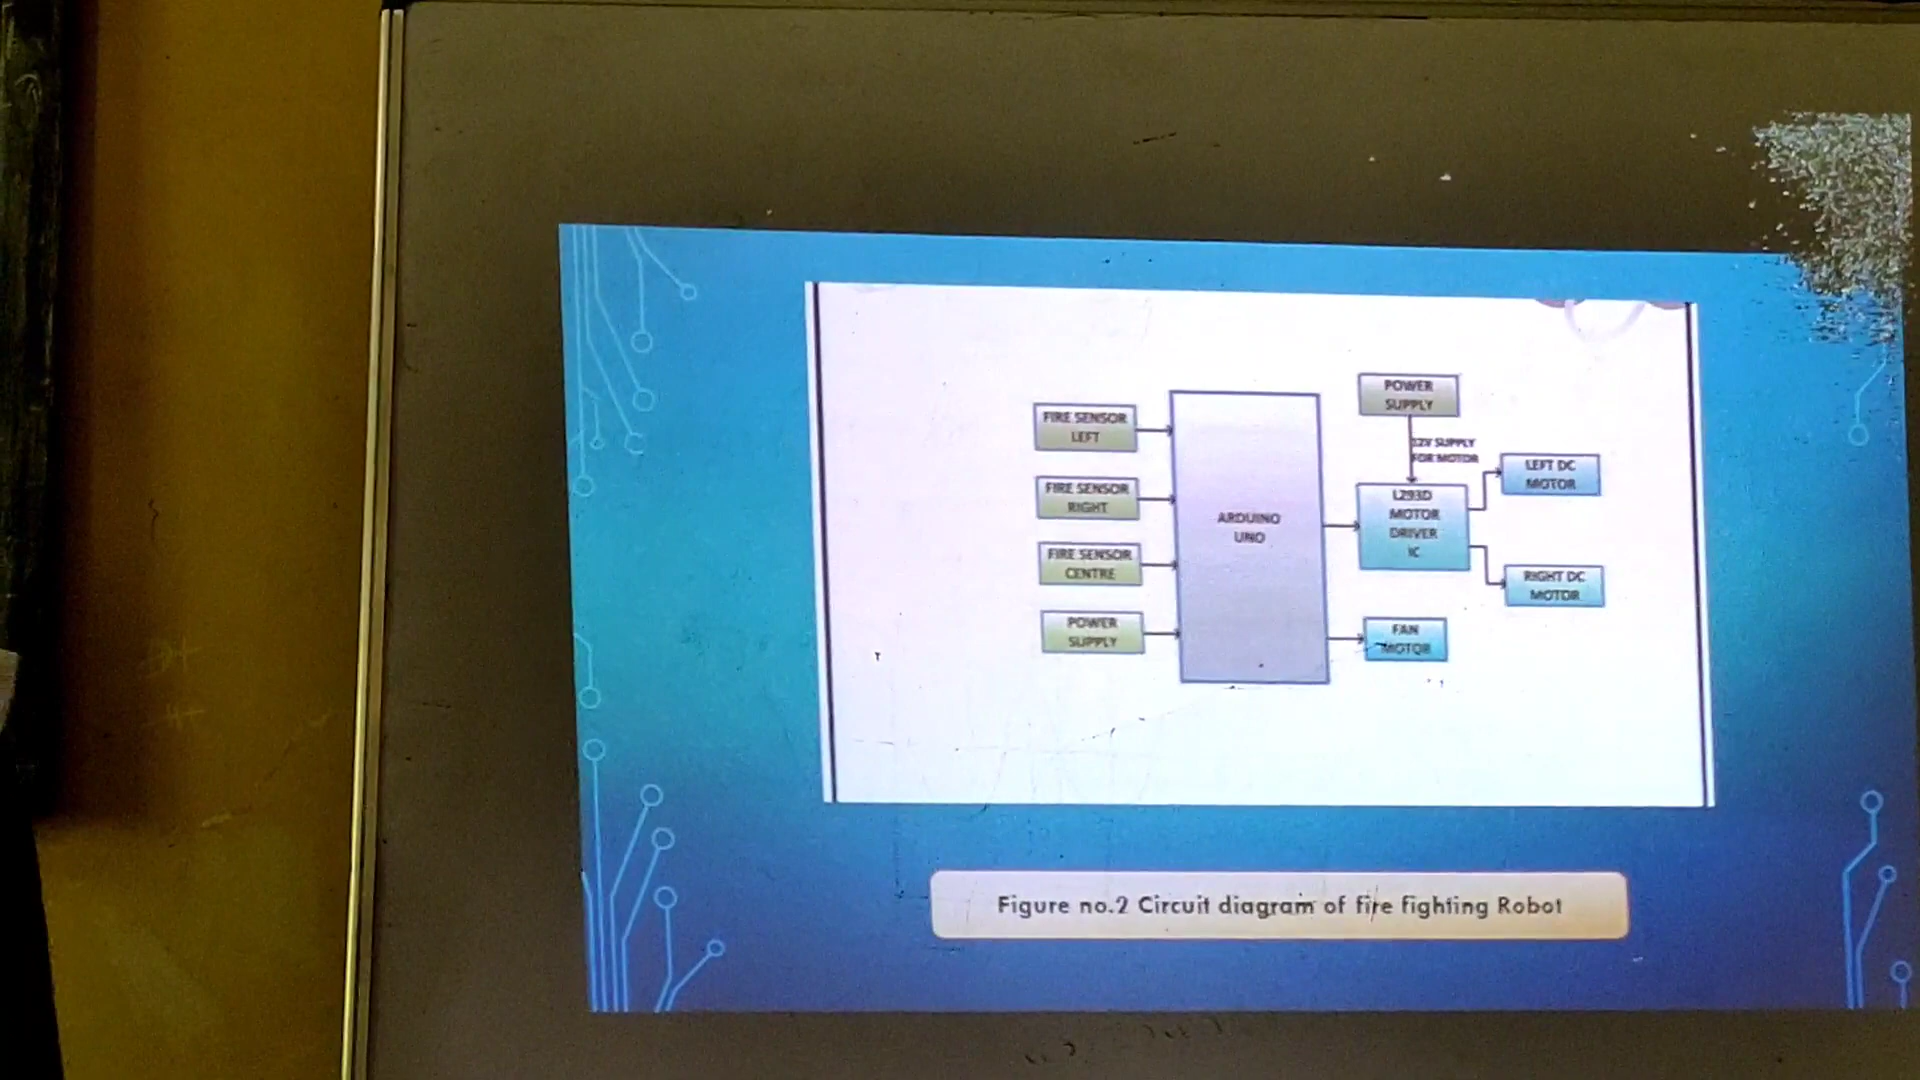 FIRE SENSOR
LEFT
FIRE SENSOR
RIGHT
FIRE SENSOR
CENTRE
POWER
SUPPLY
ARDUINO
UNO
POWER
SUPPLY
12V SUPPLY
FOR MOTOR
L293D
MOTOR
DRIVER
IC
LEFT DC
MOTOR
RIGHT DC
MOTOR
FAN
MOTOR
Figure no.2 Circuit diagram of fire fighting Robot